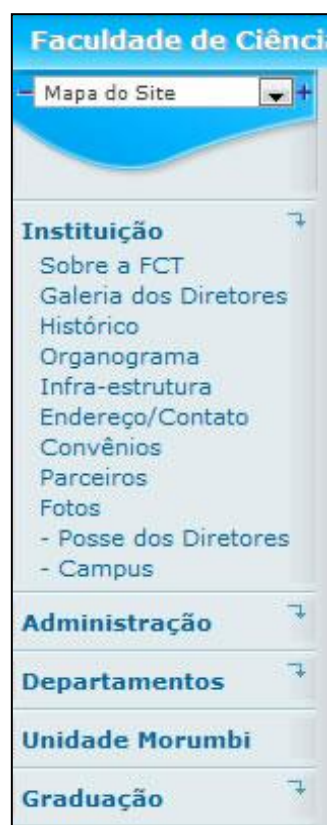 Faculdade de Ciênci
Mapa do Site
Instituição
Sobre a FCT
Galeria dos Diretores
Histórico
Organograma
Infra-estrutura
Endereço/Contato
Convênios
Parceiros
Fotos
- Posse dos Diretores
- Campus
Administração
Departamentos
Unidade Morumbi
Graduação